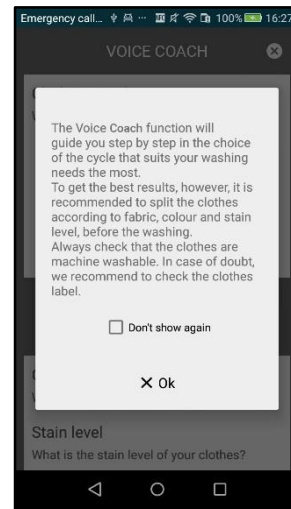 Emergency call... ... 100% 16:27
VOICE COACH
The Voice Coach function will
guide you step by step in the choice
of the cycle that suits your washing
needs the most.
To get the best results, however, it is
recommended to split the clothes
according to fabric, colour and stain
level, before the washing.
Always check that the clothes are
machine washable. In case of doubt,
we recommend to check the clothes
label.
Don't show again
Ok
Stain level
What is the stain level of your clothes?